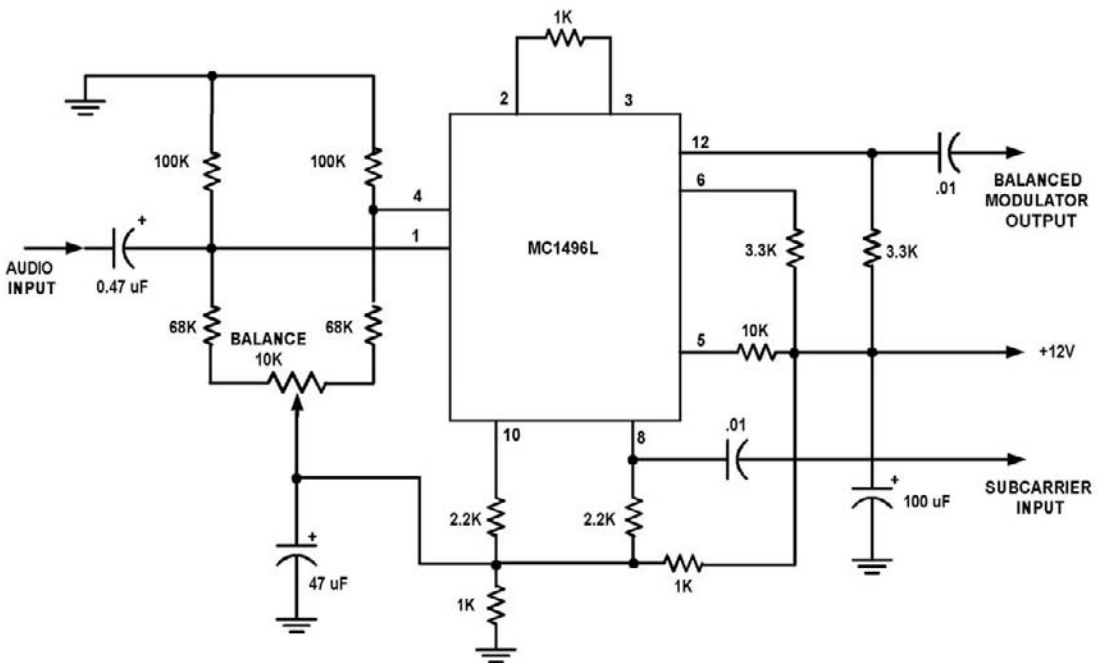 1K
2
3
100K
100K
4
1
12
6
.01
BALANCED
MODULATOR
OUTPUT
MC1496L
3.3K
3.3K
+
AUDIO
INPUT
0.47 uF
68K
68K
BALANCE
10K
5
10K
+12V
10
8
.01
SUBCARRIER
INPUT
+
100 uF
2.2K
2.2K
+
47 uF
1K
1K